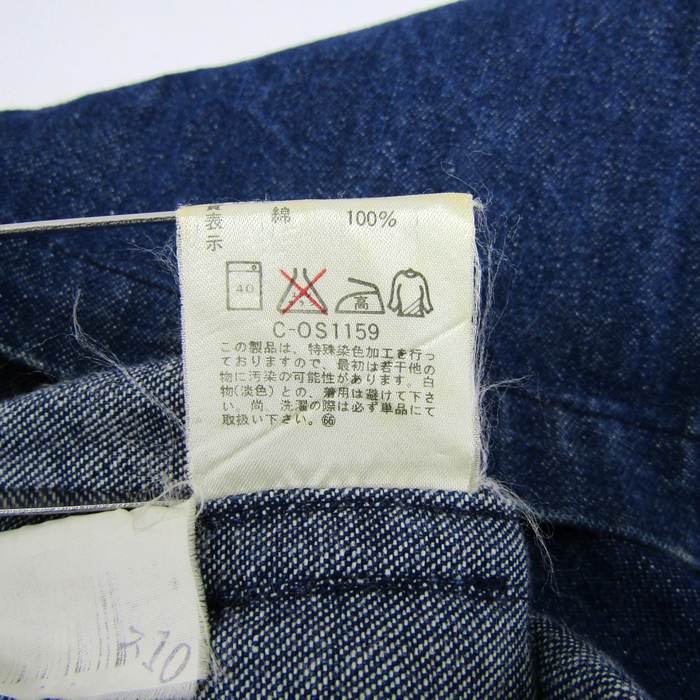 質表示
綿 100%
40 高
C-OS1159
この製品は、特殊染色加工を行っ
ておりますので、最初は若干他の
物に汚染の可能性があります。白
物(淡色)との、着用は避けて下さ
い。尚、洗濯の際は必ず単品にて
取扱い下さい。66
210